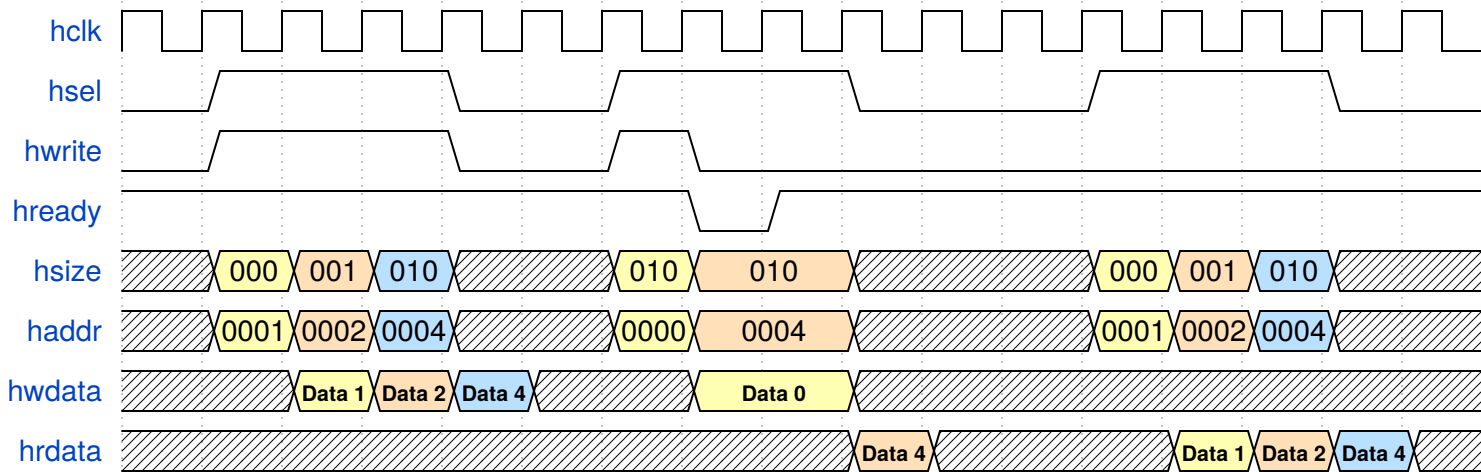 hclk
hsel
hwrite
hready
hsize 000 001 010 010 010 000 001 010
haddr 0001 0002 0004 0000 0004 0001 0002 0004
hwdata Data 1 Data 2 Data 4 Data 0
hrdata Data 4 Data 1 Data 2 Data 4